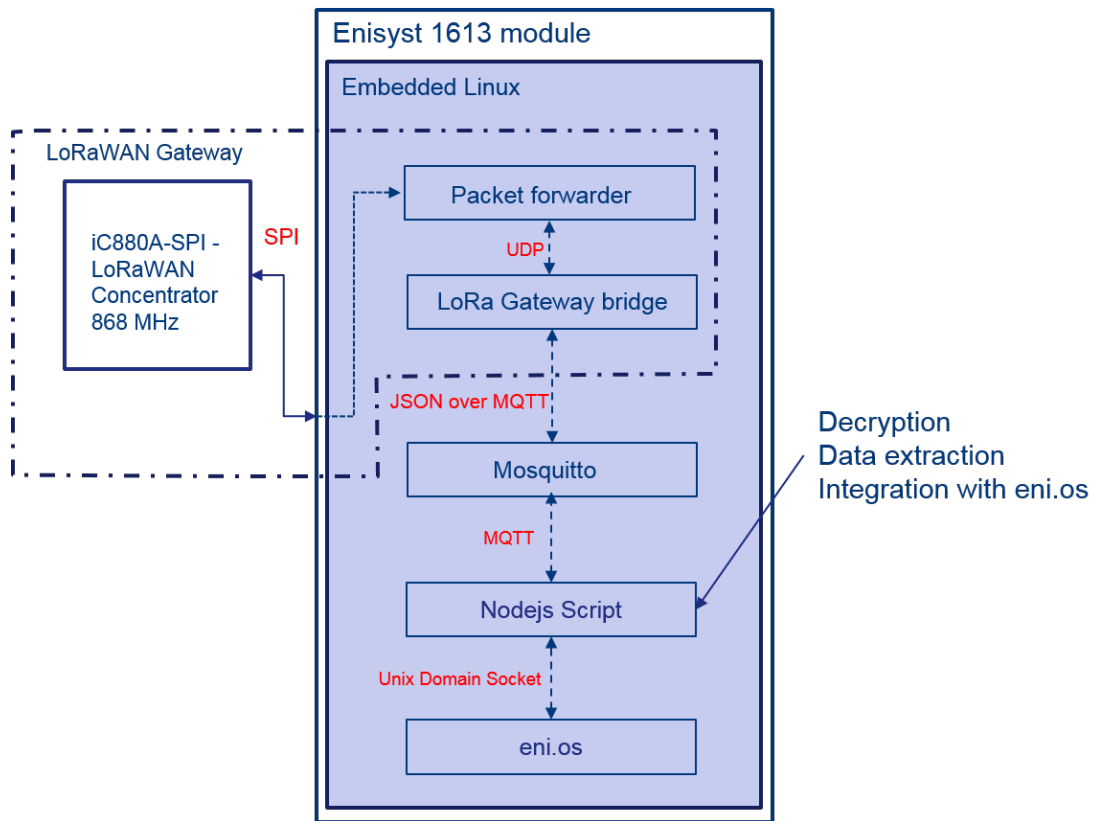 Enisyst 1613 module
Embedded Linux
LoRaWAN Gateway
iC880A-SPI -
LoRaWAN
Concentrator
868 MHz
SPI
Packet forwarder
UDP
LoRa Gateway bridge
JSON over MQTT
Mosquitto
MQTT
Nodejs Script
Unix Domain Socket
eni.os
Decryption
Data extraction
Integration with eni.os